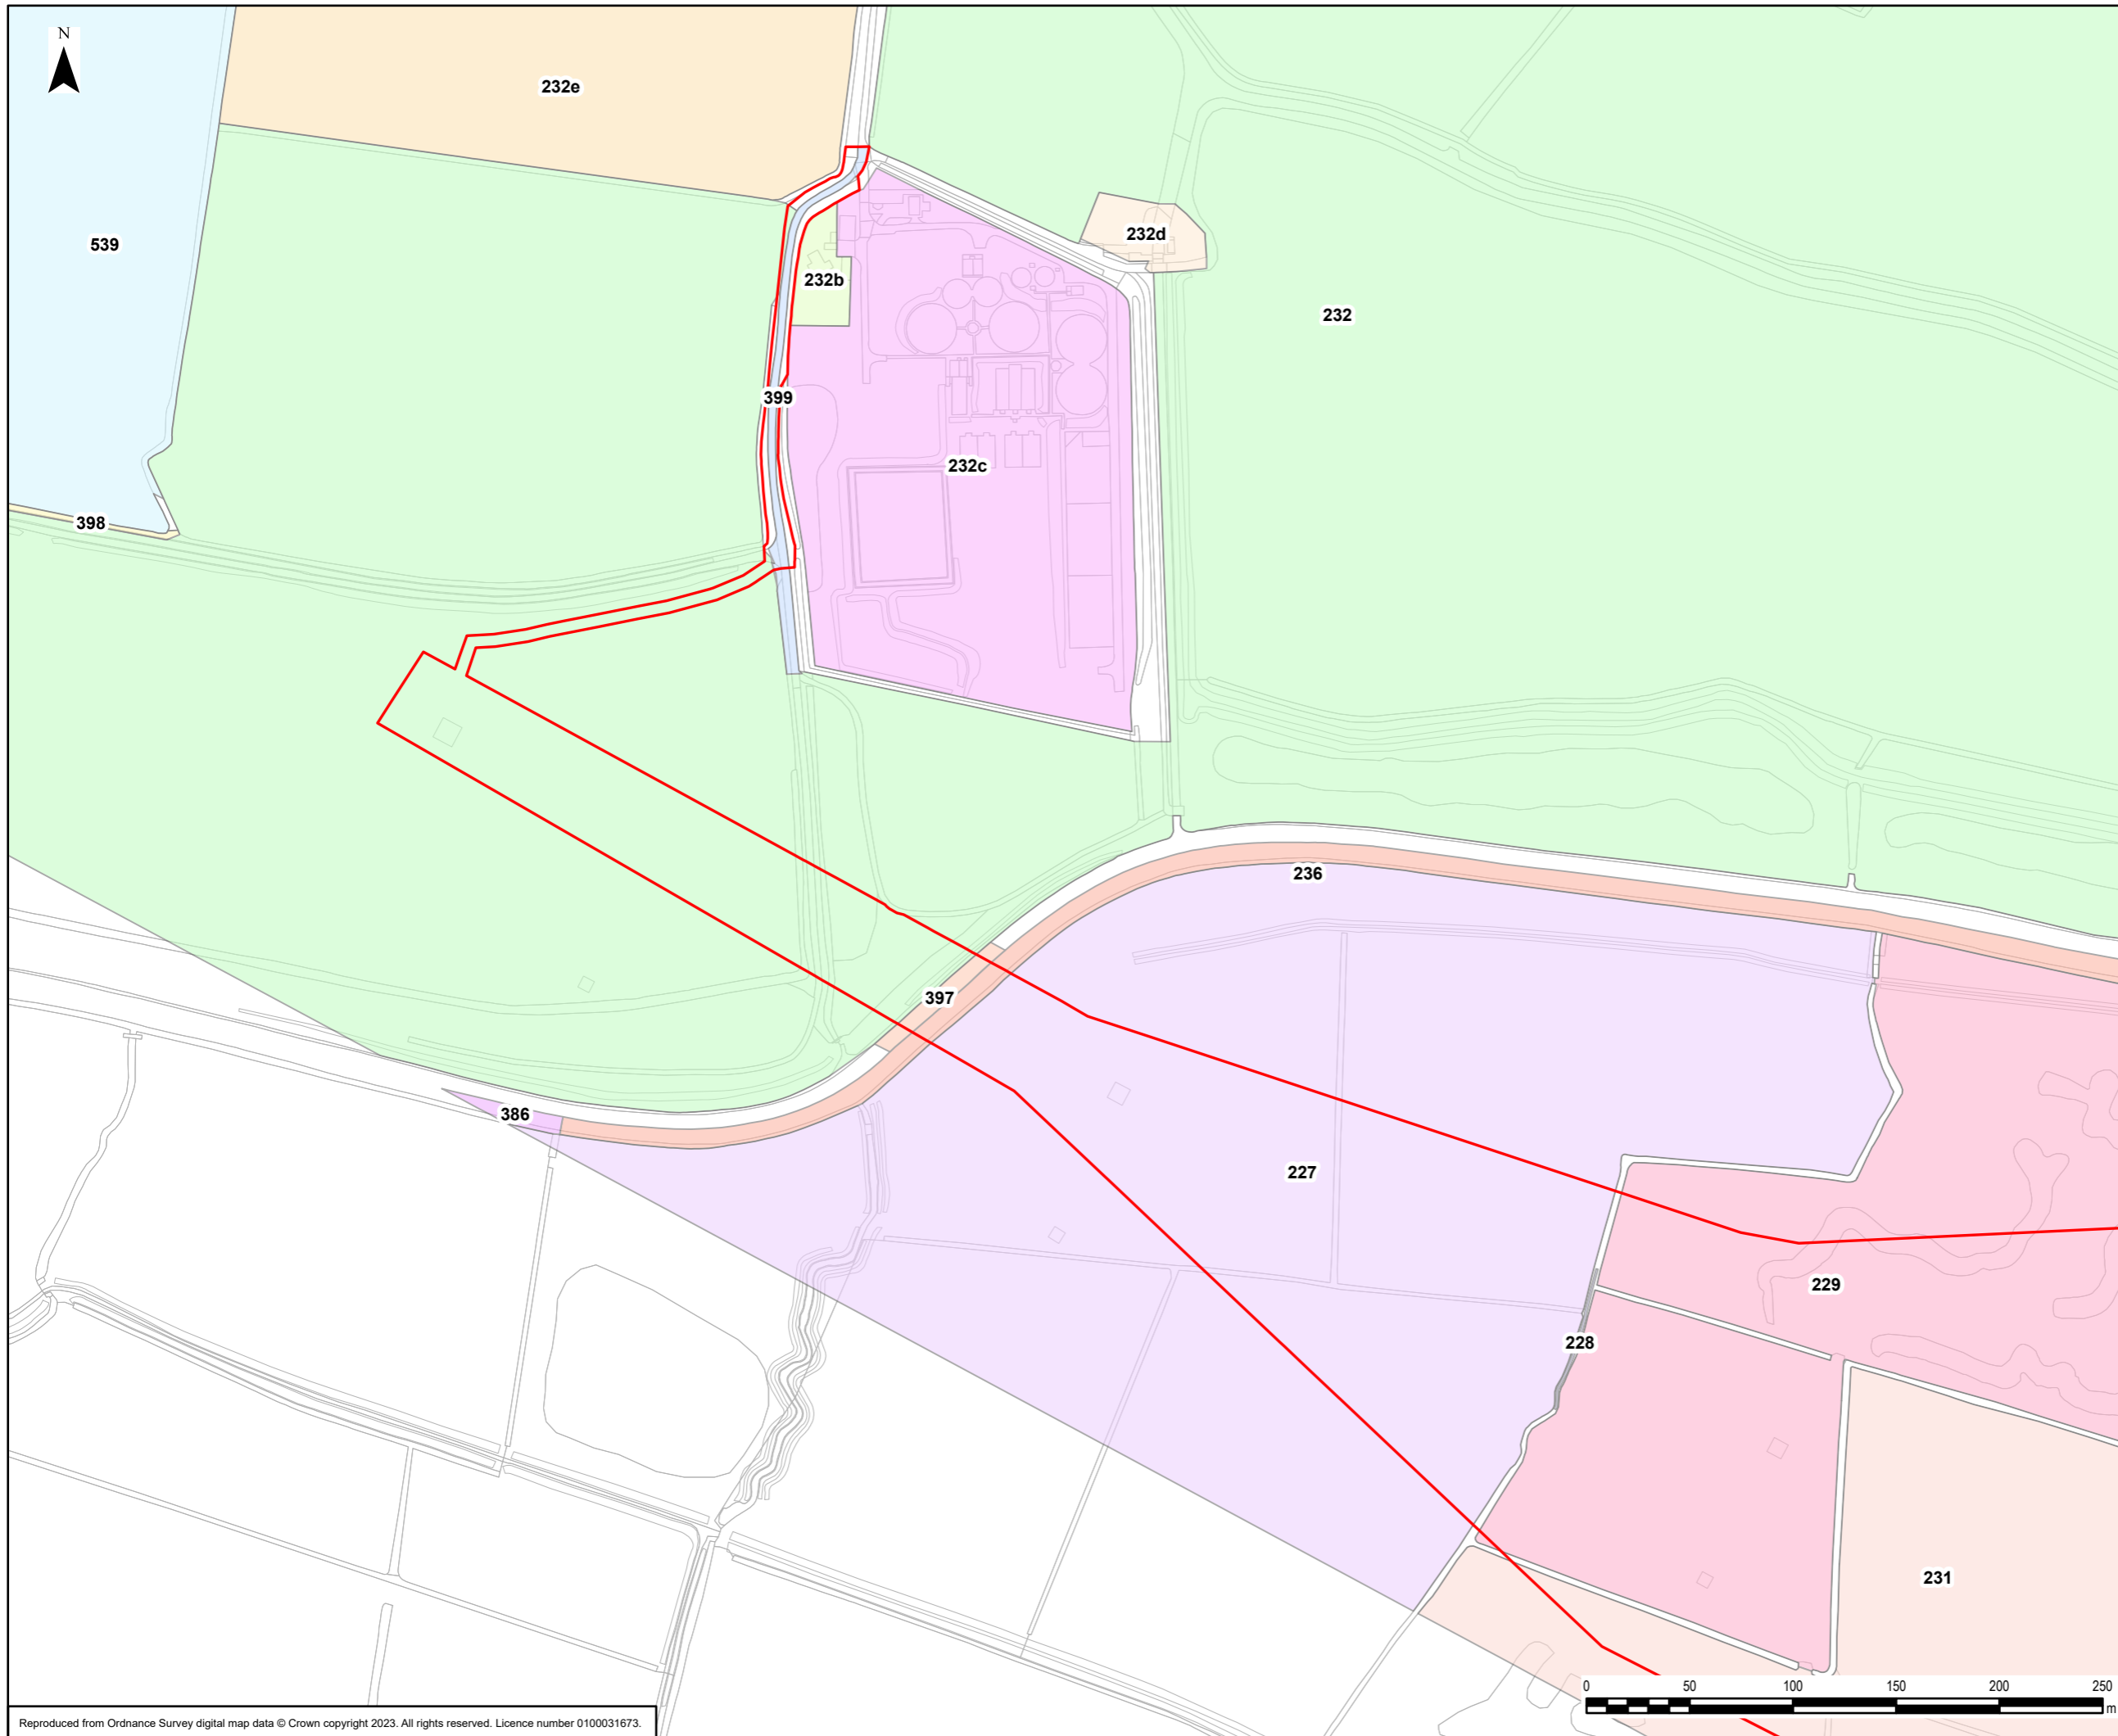 N
232e
539
232d
232b
232
399
232c
398
236
397
386
227
229
228
231
0 50 100 150 200 250
m
Reproduced from Ordnance Survey digital map data © Crown copyright 2023. All rights reserved. Licence number 0100031673.